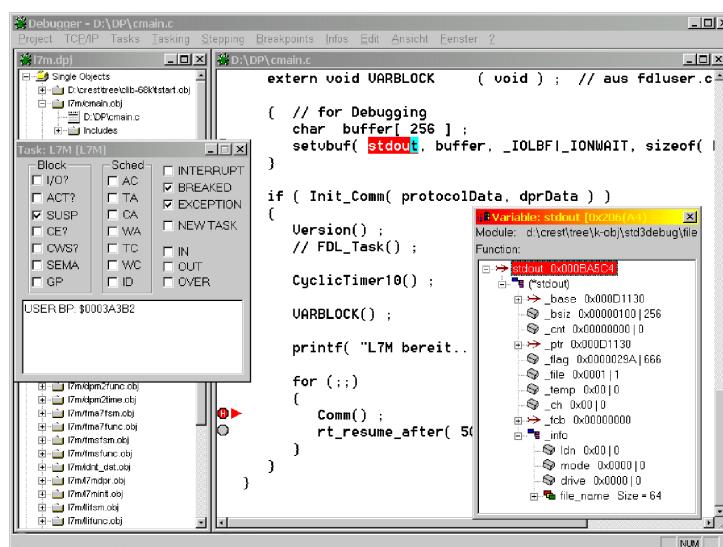 Debugger - D:\DP\cmain.c
Project TCP/IP Tasks Tasking Stepping Breakpoints Infos Edit Ansicht Fenster ?
l7m.dpj
Single Objects
D:\crest\tree\clib-68k\tstart.obj
l7m/cmain.obj
D:\DP\cmain.c
Includes
D:\DP\cmain.c
extern void VARBLOCK ( void ) ; // aus fdluser.c
{ // for Debugging
char buffer[ 256 ] ;
setvbuf( stdout, buffer, _IOLBF|_IONWAIT, sizeof(
}
if ( Init_Comm( protocolData, dprData ) )
{
Version() ;
// FDL_Task() ;
CyclicTimer10() ;
VARBLOCK() ;
printf( "L7M bereit..
for (;;)
{
Comm() ;
rt_resume_after( 50
}
}
}
Task: L7M [L7M]
Block Sched
I/O? AC INTERRUPT
ACT? TA BREAKED
SUSP CA EXCEPTION
CE? WA NEW TASK
CWS? TC IN
SEMA WC OUT
GP ID OVER
USER BP: $0003A3B2
l7m/dpm2func.obj
l7m/dpm2time.obj
l7m/fma7fsm.obj
l7m/fma7func.obj
l7m/msfsm.obj
l7m/msfunc.obj
l7m/idnt_dat.obj
l7m/l7mdpr.obj
l7m/l7minit.obj
l7m/lifsm.obj
l7m/lifunc.obj
Variable: stdout [0x206(A4)
Module: d:\crest\tree\k-obj\std3debug\file
Function:
stdout 0x000BA5C4
(*stdout)
_base 0x000D1130
_bsiz 0x00000100 | 256
_cnt 0x00000000 | 0
_ptr 0x000D1130
_flag 0x0000029A | 666
_file 0x0001 | 1
_temp 0x00 | 0
_ch 0x00 | 0
_fcb 0x00000000
_info
ldn 0x00 | 0
mode 0x0000 | 0
drive 0x0000 | 0
file_name Size = 64
NUM